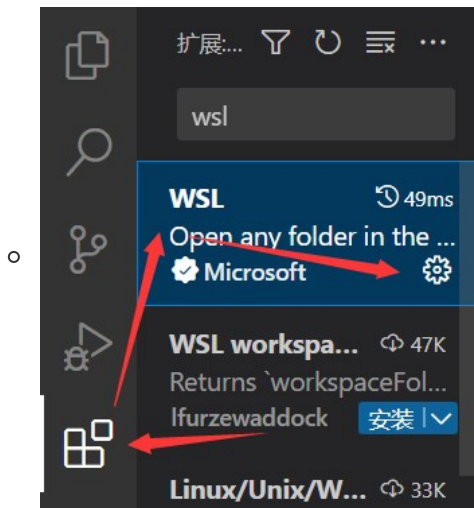 扩展:...
wsl
WSL 49ms
Open any folder in the ...
Microsoft
WSL workspa... 47K
Returns `workspaceFol...
lfurzewaddock 安装
Linux/Unix/W... 33K